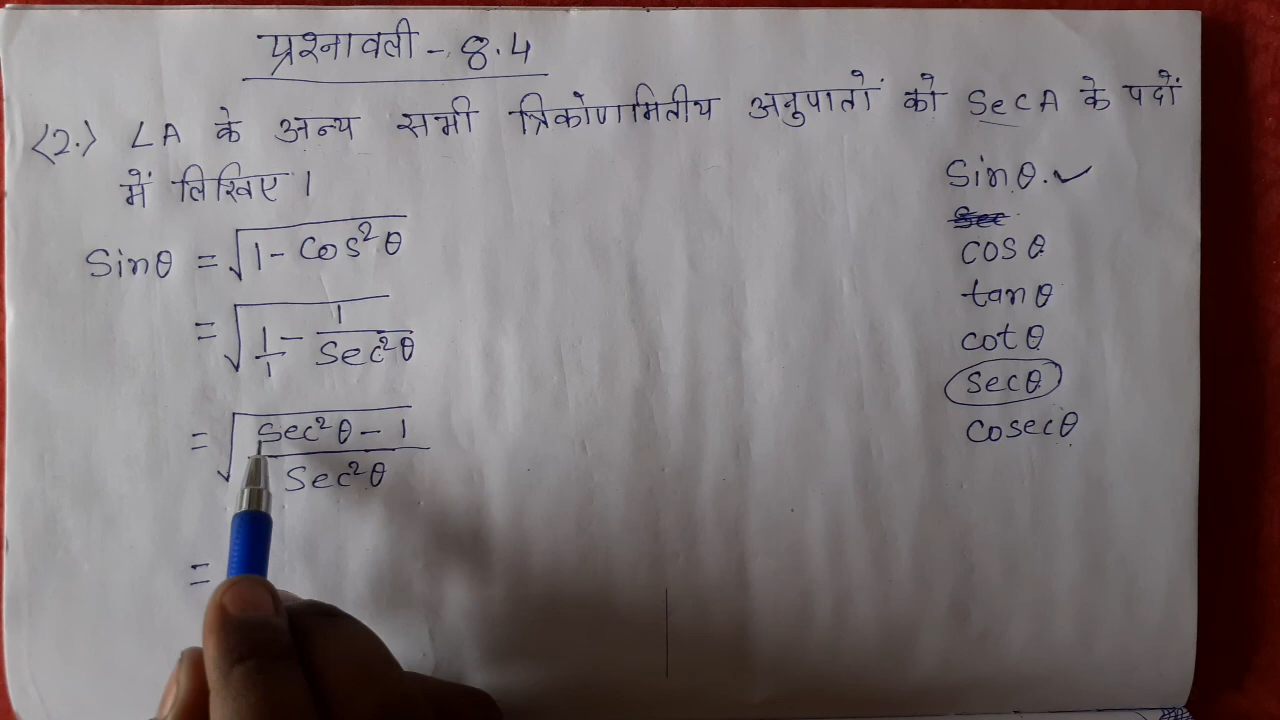 प्रश्नावली - 8.4
<2.> ∠A के अन्य सभी त्रिकोणमितीय अनुपातों को SecA के पदों
में लिखिए।
Sinθ = √1 - Cos²θ
= √1/1 - 1/Sec²θ
= √Sec²θ - 1 / Sec²θ
=
Sinθ. ✓
Sec
cosθ
tanθ
cotθ
secθ
cosecθ